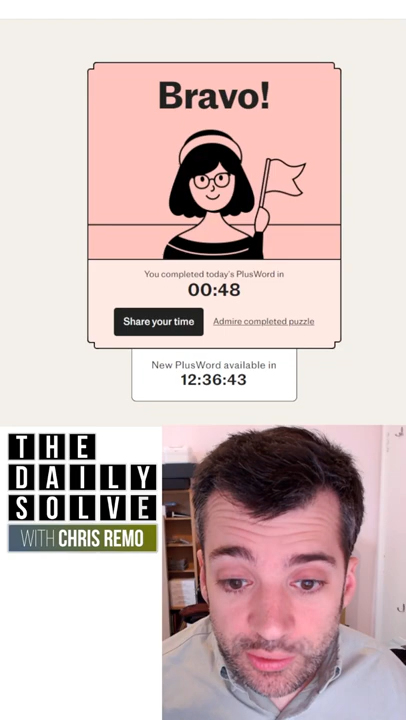 Bravo!
You completed today's PlusWord in
00:48
Share your time Admire completed puzzle
New PlusWord available in
12:36:43
THE
DAILY
SOLVE
WITH CHRIS REMO